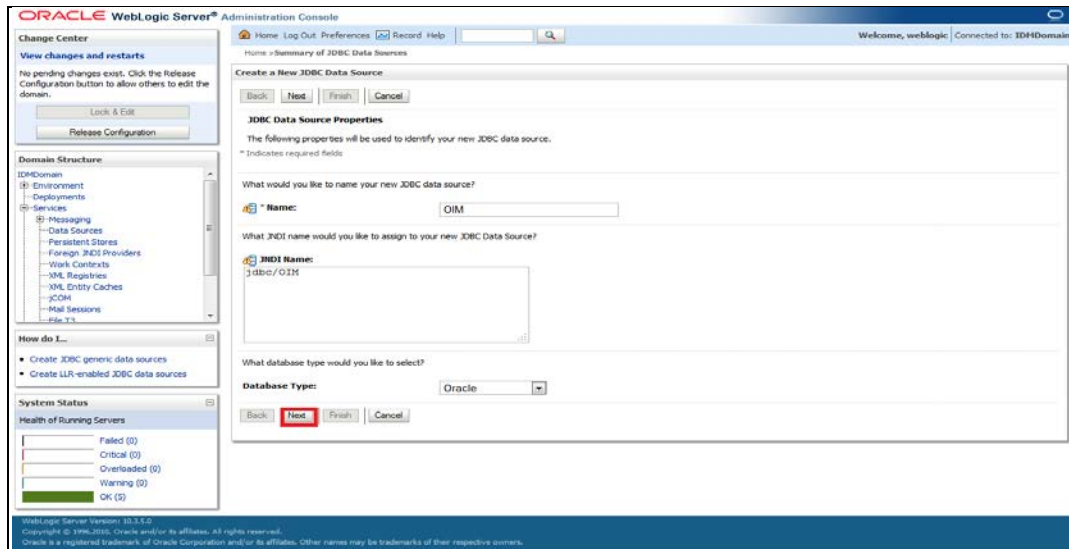 ORACLE WebLogic Server® Administration Console
Change Center
View changes and restarts
No pending changes exist. Click the Release
Configuration button to allow others to edit the
domain.
Lock & Edit
Release Configuration
Domain Structure
IDMDomain
Environment
Deployments
Services
Messaging
Data Sources
Persistent Stores
Foreign JNDI Providers
Work Contexts
XML Registries
XML Entity Caches
jCOM
Mail Sessions
File T3
How do I...
Create JDBC generic data sources
Create LLR-enabled JDBC data sources
System Status
Health of Running Servers
Failed (0)
Critical (0)
Overloaded (0)
Warning (0)
OK (5)
Home Log Out Preferences Record Help
Welcome, weblogic Connected to: IDMDomain
Home >Summary of JDBC Data Sources
Create a New JDBC Data Source
Back Next Finish Cancel
JDBC Data Source Properties
The following properties will be used to identify your new JDBC data source.
* Indicates required fields
What would you like to name your new JDBC data source?
* Name: OIM
What JNDI name would you like to assign to your new JDBC Data Source?
JNDI Name:
jdbc/OIM
What database type would you like to select?
Database Type: Oracle
Back Next Finish Cancel
WebLogic Server Version: 10.3.5.0
Copyright © 1996,2010, Oracle and/or its affiliates. All rights reserved.
Oracle is a registered trademark of Oracle Corporation and/or its affiliates. Other names may be trademarks of their respective owners.